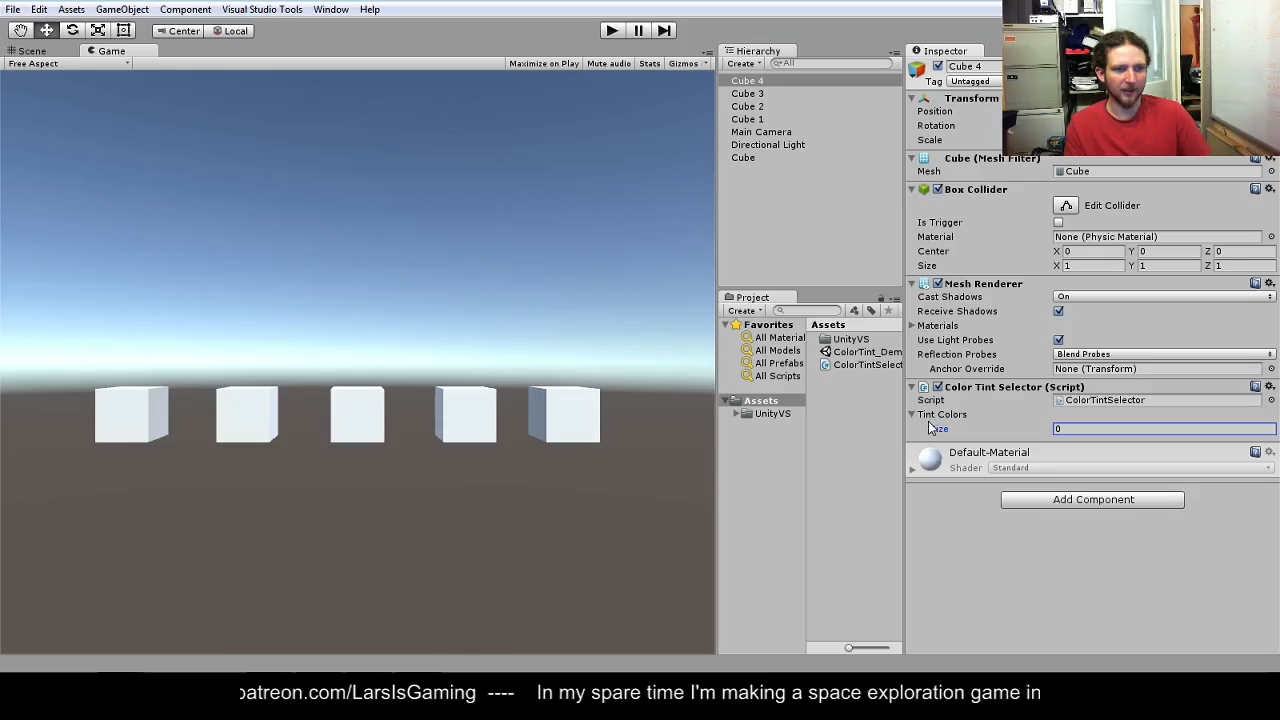 File Edit Assets GameObject Component Visual Studio Tools Window Help
Center Local
Scene Game
Free Aspect Maximize on Play Mute audio Stats Gizmos
Hierarchy
Create All
Cube 4
Cube 3
Cube 2
Cube 1
Main Camera
Directional Light
Cube
Project
Create
Favorites
All Material
All Models
All Prefabs
All Scripts
Assets
UnityVS
Assets
UnityVS
ColorTint_Dem
ColorTintSelect
Inspector
Cube 4
Tag Untagged
Transform
Position
Rotation
Scale
Cube (Mesh Filter)
Mesh Cube
Box Collider
Edit Collider
Is Trigger
Material None (Physic Material)
Center X 0 Y 0 Z 0
Size X 1 Y 1 Z 1
Mesh Renderer
Cast Shadows On
Receive Shadows
Materials
Use Light Probes
Reflection Probes Blend Probes
Anchor Override None (Transform)
Color Tint Selector (Script)
Script ColorTintSelector
Tint Colors
ize 0
Default-Material
Shader Standard
Add Component
patreon.com/LarsIsGaming ---- In my spare time I'm making a space exploration game in